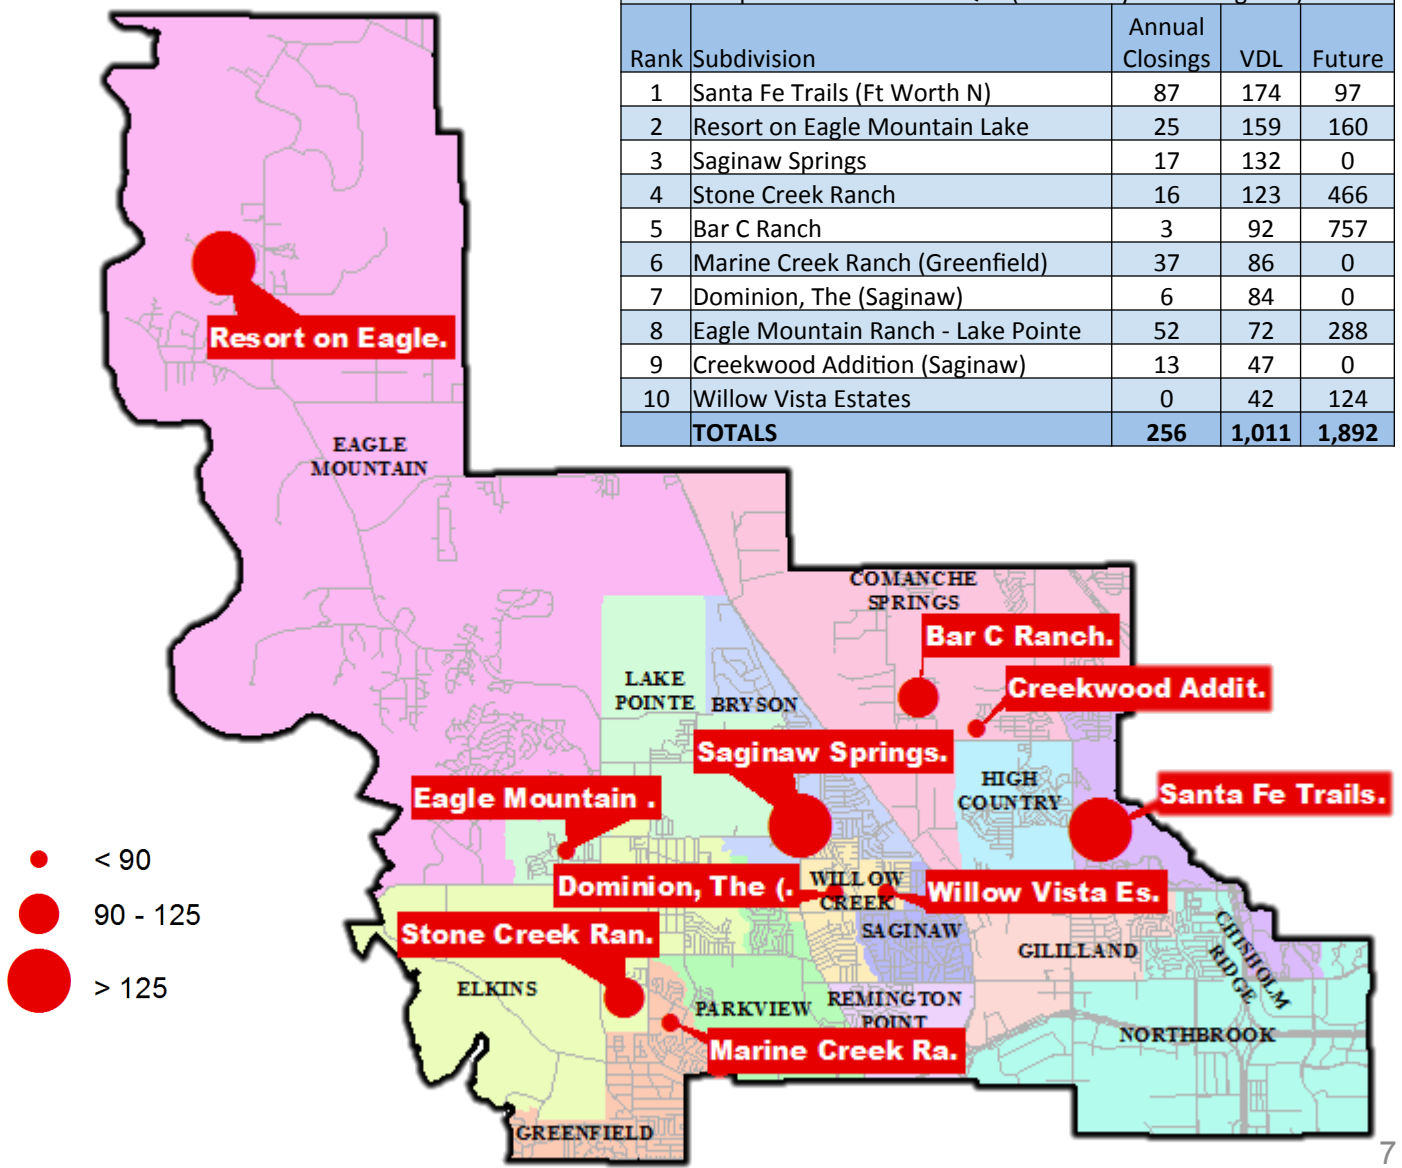 Rank Subdivision Annual Closings VDL Future
1 Santa Fe Trails (Ft Worth N) 87 174 97
2 Resort on Eagle Mountain Lake 25 159 160
3 Saginaw Springs 17 132 0
4 Stone Creek Ranch 16 123 466
5 Bar C Ranch 3 92 757
6 Marine Creek Ranch (Greenfield) 37 86 0
7 Dominion, The (Saginaw) 6 84 0
8 Eagle Mountain Ranch - Lake Pointe 52 72 288
9 Creekwood Addition (Saginaw) 13 47 0
10 Willow Vista Estates 0 42 124
TOTALS 256 1,011 1,892
Resort on Eagle.
EAGLE
MOUNTAIN
COMANCHE
SPRINGS
Bar C Ranch.
LAKE
POINTE
BRYSON
Creekwood Addit.
Saginaw Springs.
HIGH
COUNTRY
Eagle Mountain .
Santa Fe Trails.
< 90
90 - 125
> 125
Dominion, The (.
WILLOW
CREEK
Willow Vista Es.
Stone Creek Ran.
SAGINAW
GILILLAND
CHISHOLM
RIDGE
ELKINS
PARKVIEW
REMINGTON
POINT
NORTHBROOK
Marine Creek Ra.
GREENFIELD
7